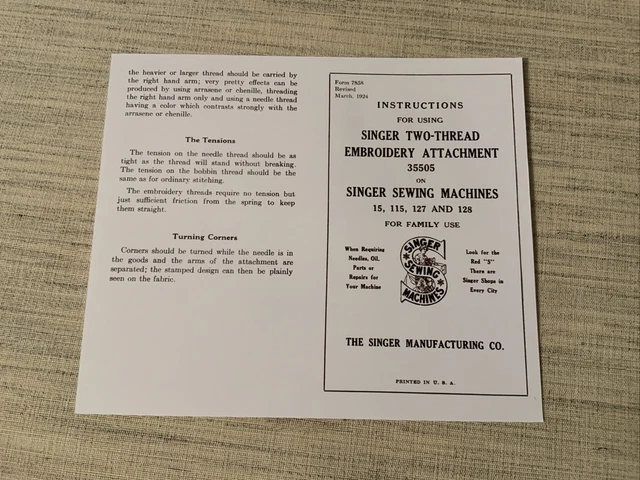 the heavier or larger thread should be carried by
the right hand arm; very pretty effects can be
produced by using arrasene or chenille, threading
the right hand arm only and using a needle thread
having a color which contrasts strongly with the
arrasene or chenille.
The Tensions
The tension on the needle thread should be as
tight as the thread will stand without breaking.
The tension on the bobbin thread should be the
same as for ordinary stitching.
The embroidery threads require no tension but
just sufficient friction from the spring to keep
them straight.
Turning Corners
Corners should be turned while the needle is in
the goods and the arms of the attachment are
separated; the stamped design can then be plainly
seen on the fabric.
Form 7858
Revised
March, 1924
INSTRUCTIONS
FOR USING
SINGER TWO-THREAD
EMBROIDERY ATTACHMENT
35505
ON
SINGER SEWING MACHINES
15, 115, 127 AND 128
FOR FAMILY USE
When Requiring
Needles, Oil,
Parts or
Repairs for
Your Machine
SINGER
SEWING
MACHINES
Look for the
Red "S"
There are
Singer Shops in
Every City
THE SINGER MANUFACTURING CO.
PRINTED IN U. S. A.